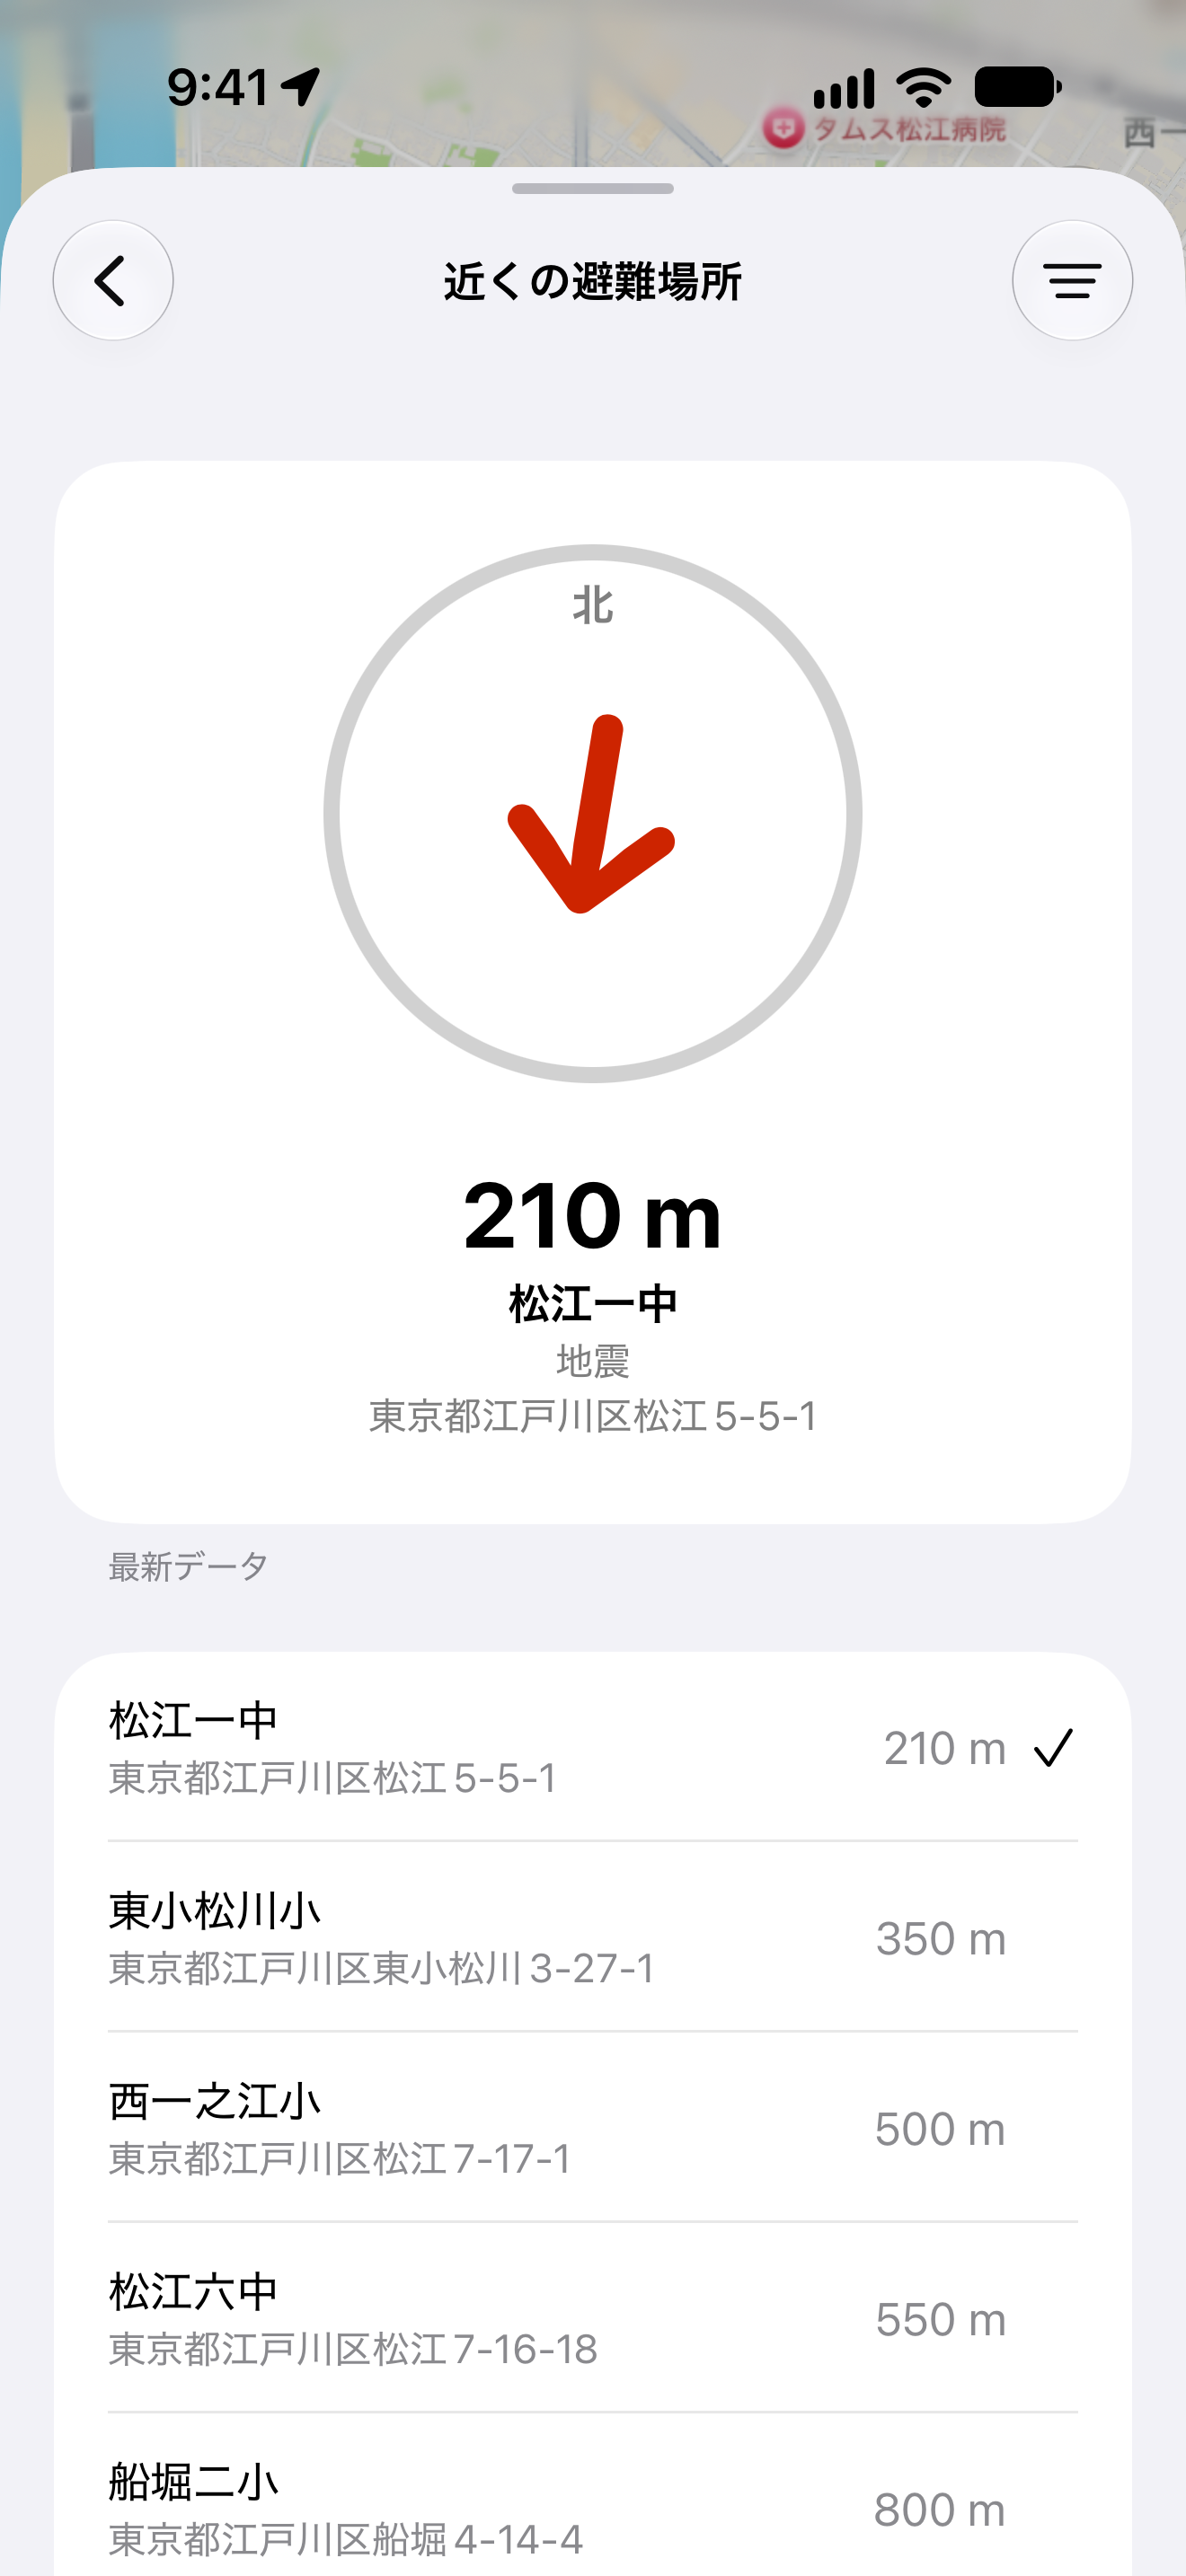 9:41
タムス松江病院
西一
近くの避難場所
北
210 m
松江一中
地震
東京都江戸川区松江 5-5-1
最新データ
松江一中
東京都江戸川区松江 5-5-1
210 m
東小松川小
東京都江戸川区東小松川 3-27-1
350 m
西一之江小
東京都江戸川区松江 7-17-1
500 m
松江六中
東京都江戸川区松江 7-16-18
550 m
船堀二小
東京都江戸川区船堀 4-14-4
800 m